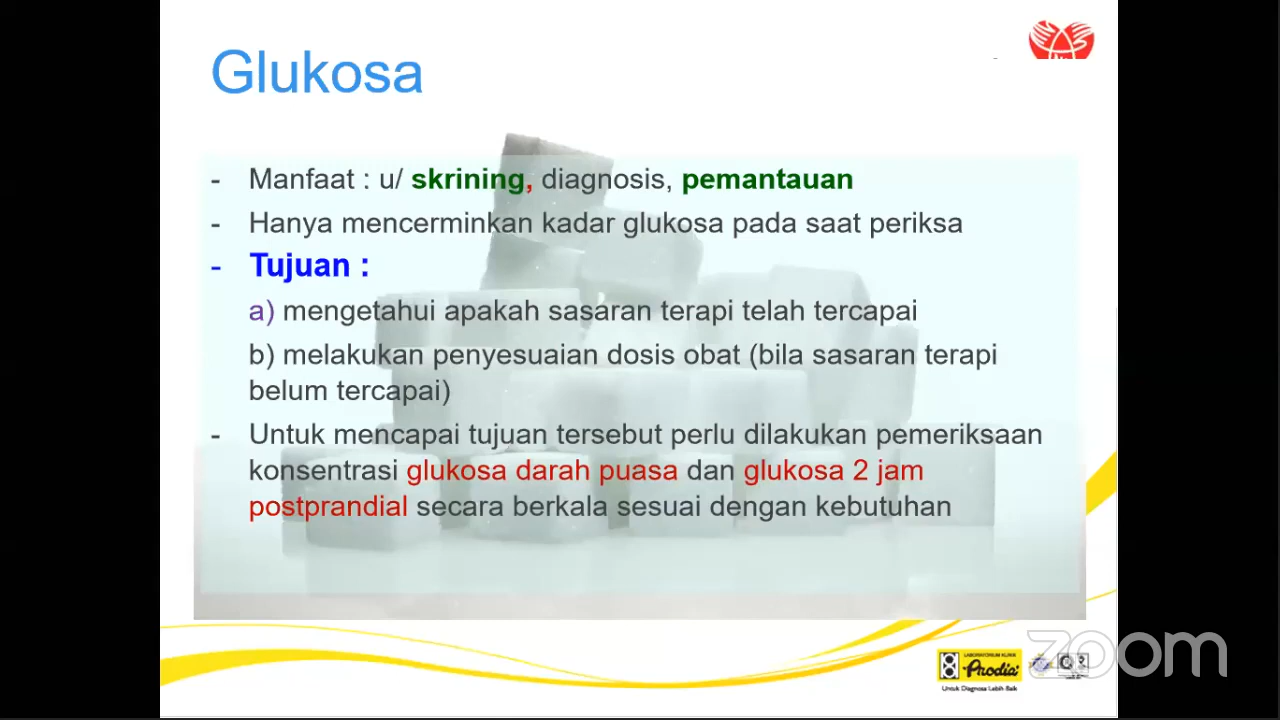 Glukosa
- Manfaat : u/ skrining, diagnosis, pemantauan
- Hanya mencerminkan kadar glukosa pada saat periksa
- Tujuan :
a) mengetahui apakah sasaran terapi telah tercapai
b) melakukan penyesuaian dosis obat (bila sasaran terapi
belum tercapai)
- Untuk mencapai tujuan tersebut perlu dilakukan pemeriksaan
konsentrasi glukosa darah puasa dan glukosa 2 jam
postprandial secara berkala sesuai dengan kebutuhan
LABORATORIUM KLINIK
Prodia
Untuk Diagnosa Lebih Baik
zoom